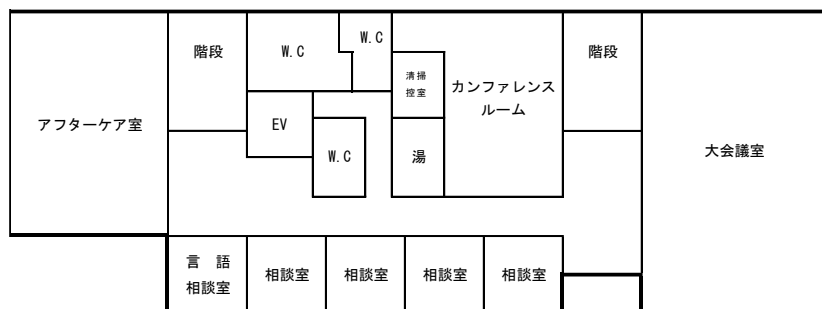 階段
W.C
W.C
階段
清掃
控室
カンファレンス
ルーム
アフターケア室
EV
W.C
湯
大会議室
言 語
相談室
相談室
相談室
相談室
相談室